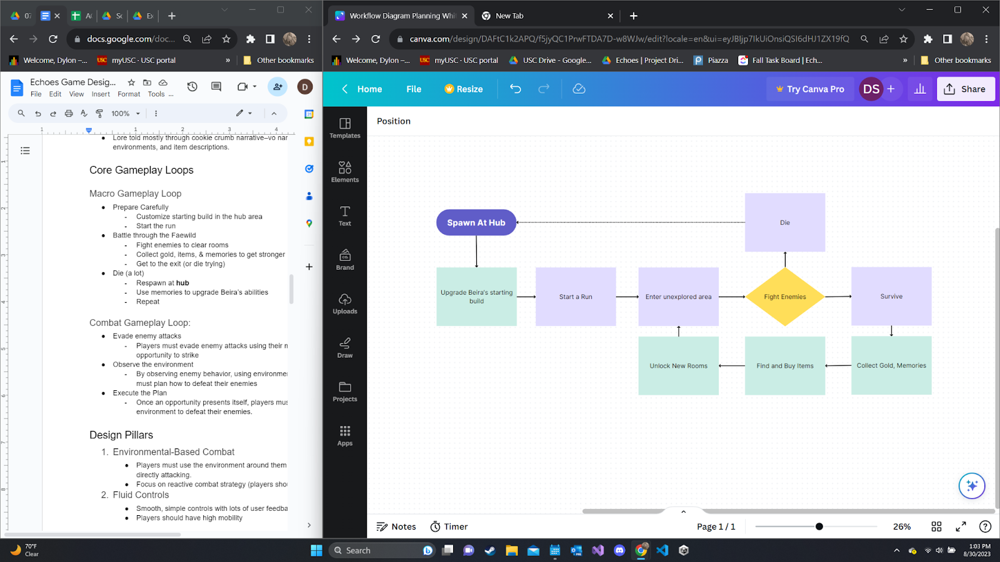 07
AC
Sc
Ex
Workflow Diagram Planning Whi
New Tab
docs.google.com/doc...
canva.com/design/DAFtC1k2APQ/f5jyQC1PrwFTDA7D-w8WJw/edit?locale=en&ui=eyJBIjp7IkUiOnsiQSI6dHJ1ZX19fQ
Welcome, Dylon –...
USC
myUSC · USC portal
»
Other bookmarks
Welcome, Dylon –...
USC
myUSC · USC portal
USC Drive - Google...
Echoes | Project Dri...
Piazza
Fall Task Board | Ech...
»
Other bookmarks
Echoes Game Desig...
File Edit View Insert Format Tools ...
D
100%
Home
File
Resize
Try Canva Pro
DS
Share
Position
Templates
Elements
Text
Brand
Uploads
Draw
Projects
Apps
1 1 2 3 4
Lore told mostly through cookie crumb narrative–vo nar
environments, and item descriptions.
Core Gameplay Loops
Macro Gameplay Loop
● Prepare Carefully
- Customize starting build in the hub area
- Start the run
● Battle through the Faewild
- Fight enemies to clear rooms
- Collect gold, items, & memories to get stronger
- Get to the exit (or die trying)
● Die (a lot)
- Respawn at hub
- Use memories to upgrade Beira's abilities
- Repeat
Combat Gameplay Loop:
● Evade enemy attacks
- Players must evade enemy attacks using their m
opportunity to strike
● Observe the environment
- By observing enemy behavior, using environmen
must plan how to defeat their enemies
● Execute the Plan
- Once an opportunity presents itself, players mus
environment to defeat their enemies.
Design Pillars
1. Environmental-Based Combat
● Players must use the environment around them
directly attacking.
● Focus on reactive combat strategy (players shou
2. Fluid Controls
● Smooth, simple controls with lots of user feedba
● Players should have high mobility
Spawn At Hub
Die
Upgrade Beira's starting
build
Start a Run
Enter unexplored area
Fight Enemies
Survive
Unlock New Rooms
Find and Buy Items
Collect Gold, Memories
Notes
Timer
Page 1 / 1
26%
70°F
Clear
Search
1:03 PM
8/30/2023